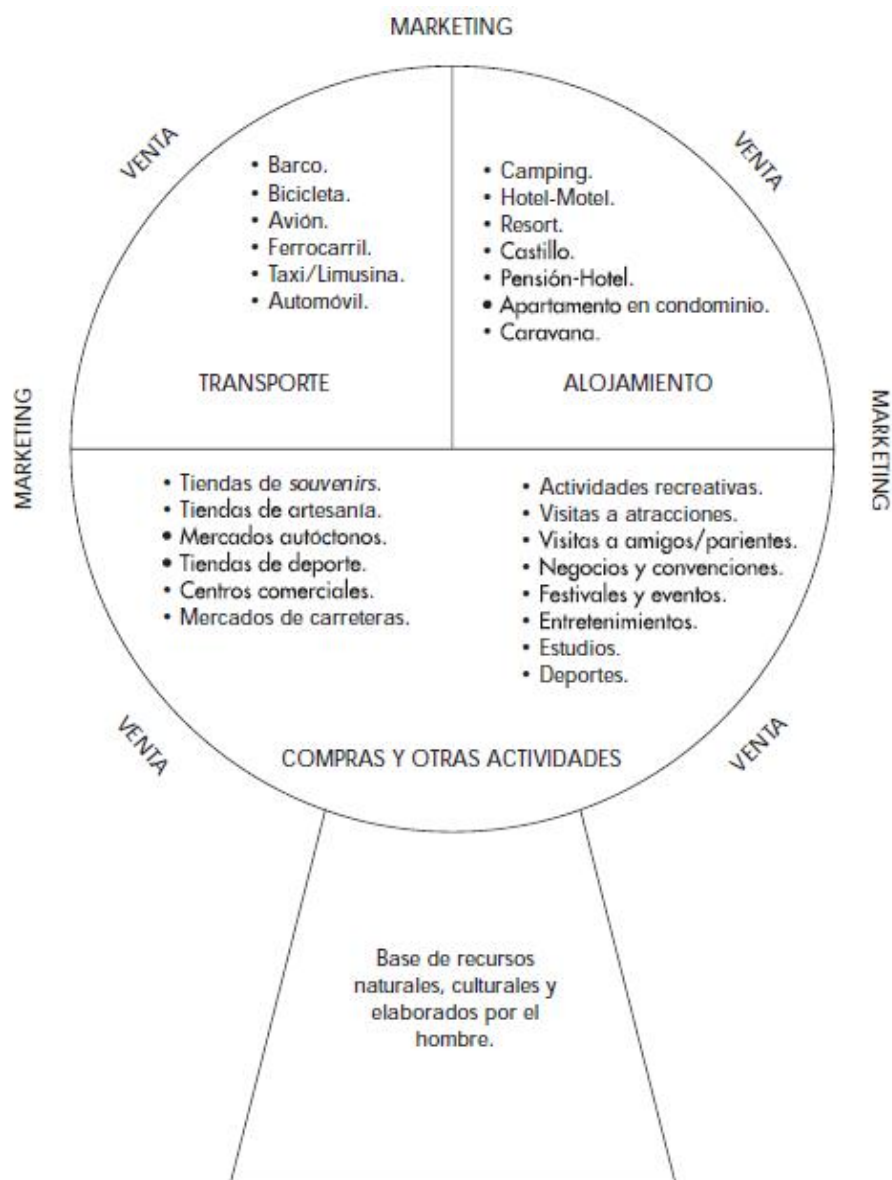 MARKETING
VENTA
VENTA
• Barco.
• Bicicleta.
• Avión.
• Ferrocarril.
• Taxi/Limusina.
• Automóvil.
TRANSPORTE
• Camping.
• Hotel-Motel.
• Resort.
• Castillo.
• Pensión-Hotel.
• Apartamento en condominio.
• Caravana.
ALOJAMIENTO
MARKETING
MARKETING
• Tiendas de souvenirs.
• Tiendas de artesanía.
• Mercados autóctonos.
• Tiendas de deporte.
• Centros comerciales.
• Mercados de carreteras.
• Actividades recreativas.
• Visitas a atracciones.
• Visitas a amigos/parientes.
• Negocios y convenciones.
• Festivales y eventos.
• Entretenimientos.
• Estudios.
• Deportes.
VENTA
VENTA
COMPRAS Y OTRAS ACTIVIDADES
Base de recursos
naturales, culturales y
elaborados por el
hombre.